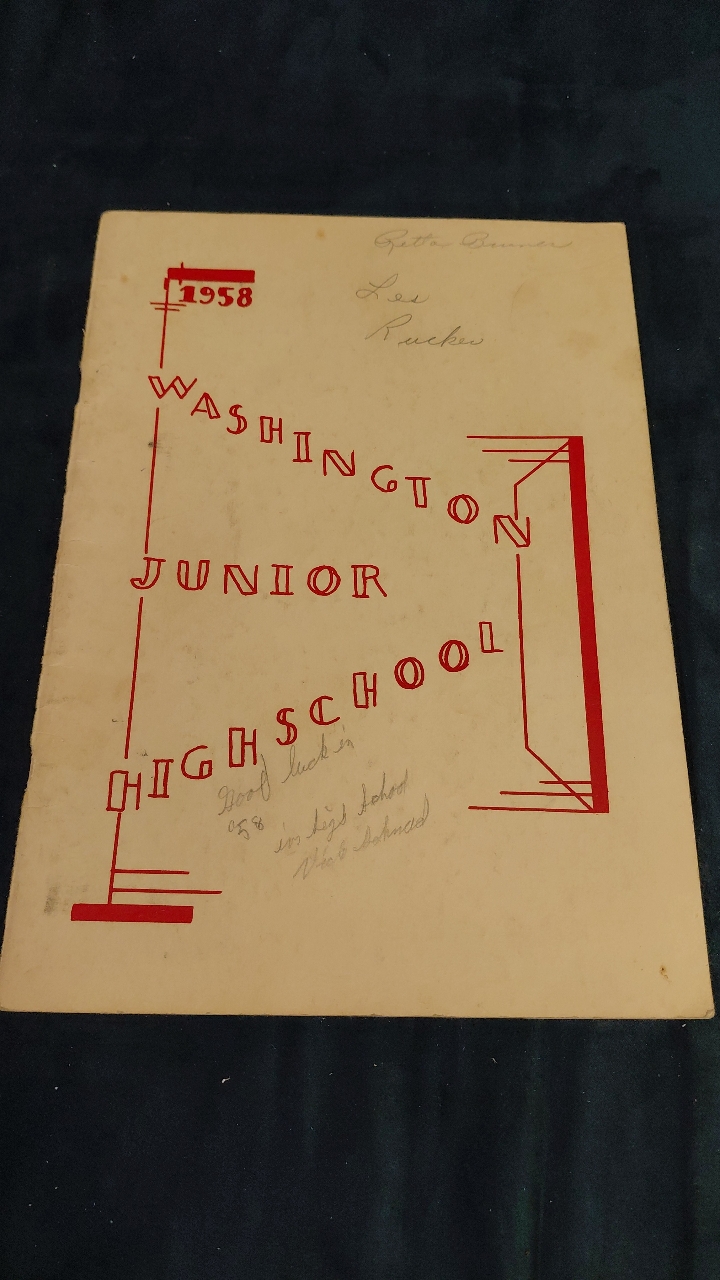 1958
Les
Rucker
WASHINGTON
JUNIOR
HIGHSCHOOL
Good luck in
'58
in high school